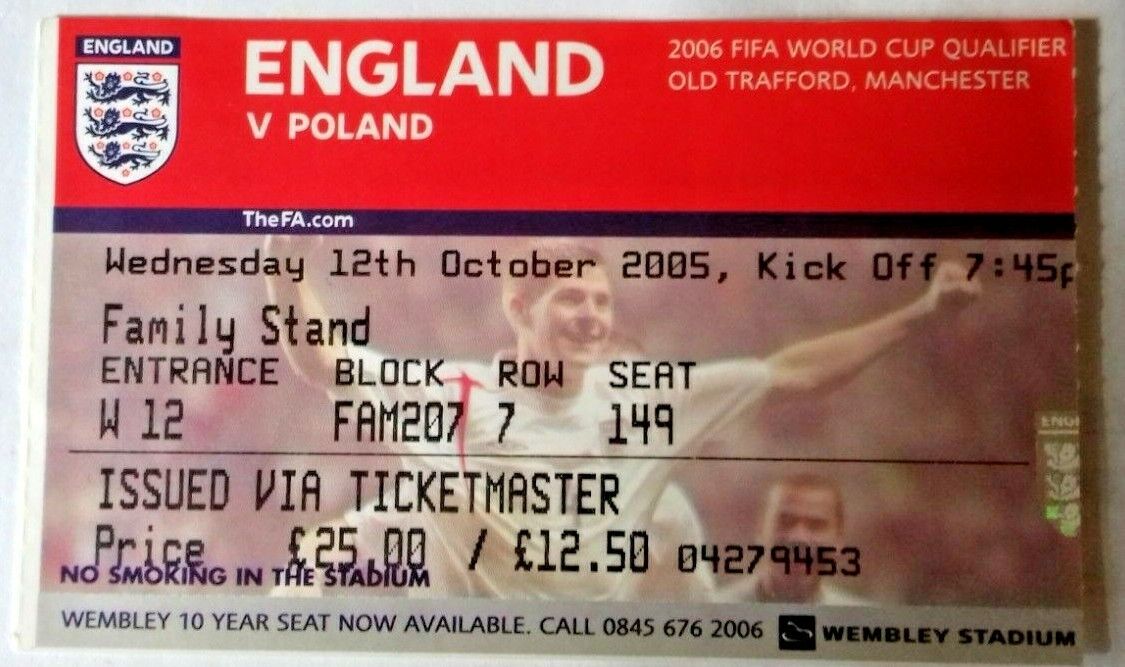 ENGLAND
ENGLAND
V POLAND
2006 FIFA WORLD CUP QUALIFIER
OLD TRAFFORD, MANCHESTER
TheFA.com
Wednesday 12th October 2005, Kick Off 7:45p
Family Stand
ENTRANCE BLOCK ROW SEAT
W 12 FAM207 7 149
ISSUED VIA TICKETMASTER
Price £25.00 / £12.50 04279453
NO SMOKING IN THE STADIUM
WEMBLEY 10 YEAR SEAT NOW AVAILABLE. CALL 0845 676 2006 WEMBLEY STADIUM
ENGL